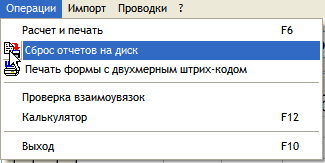 Операции Импорт Проводки ?
Расчет и печать F6
Сброс отчетов на диск
Печать формы с двухмерным штрих-кодом
Проверка взаимоувязок
Калькулятор F12
Выход F10